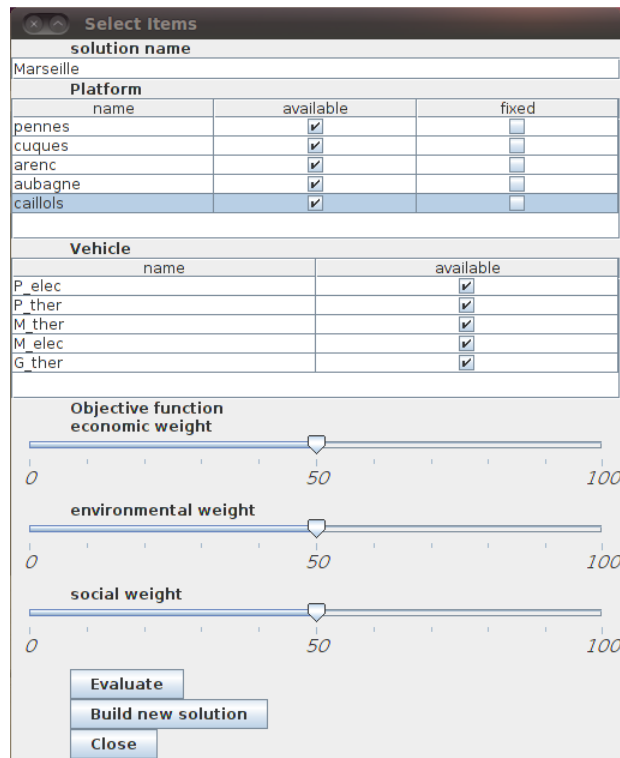 Select Items
solution name
Marseille
Platform
name available fixed
pennes
cuques
arenc
aubagne
caillols
Vehicle
name available
P_elec
P_ther
M_ther
M_elec
G_ther
Objective function
economic weight
0 50 100
environmental weight
0 50 100
social weight
0 50 100
Evaluate
Build new solution
Close